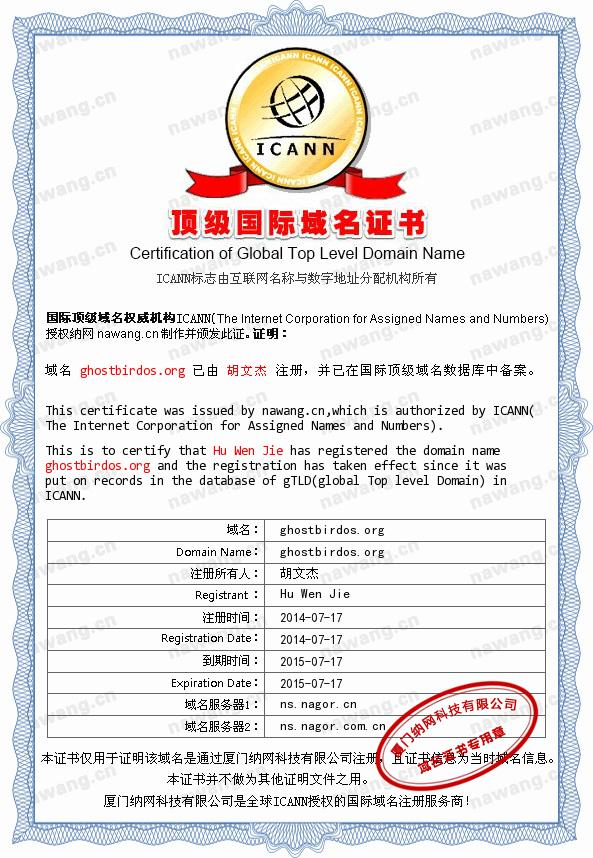 ICANN
顶级国际域名证书
Certification of Global Top Level Domain Name
ICANN标志由互联网名称与数字地址分配机构所有
国际顶级域名权威机构ICANN(The Internet Corporation for Assigned Names and Numbers)
授权纳网 nawang.cn 制作并颁发此证。证明：
域名 ghostbirdos.org 已由 胡文杰 注册，并已在国际顶级域名数据库中备案。
This certificate was issued by nawang.cn,which is authorized by ICANN(
The Internet Corporation for Assigned Names and Numbers).
This is to certify that Hu Wen Jie has registered the domain name
ghostbirdos.org and the registration has taken effect since it was
put on records in the database of gTLD(global Top level Domain) in
ICANN.
域名： ghostbirdos.org
Domain Name： ghostbirdos.org
注册所有人： 胡文杰
Registrant ： Hu Wen Jie
注册时间： 2014-07-17
Registration Date： 2014-07-17
到期时间： 2015-07-17
Expiration Date： 2015-07-17
域名服务器1： ns.nagor.cn
域名服务器2： ns.nagor.com.cn
厦门纳网科技有限公司
域名证书专用章
本证书仅用于证明该域名是通过厦门纳网科技有限公司注册，且证书信息为当时域名信息。
本证书并不做为其他证明文件之用。
厦门纳网科技有限公司是全球ICANN授权的国际域名注册服务商！